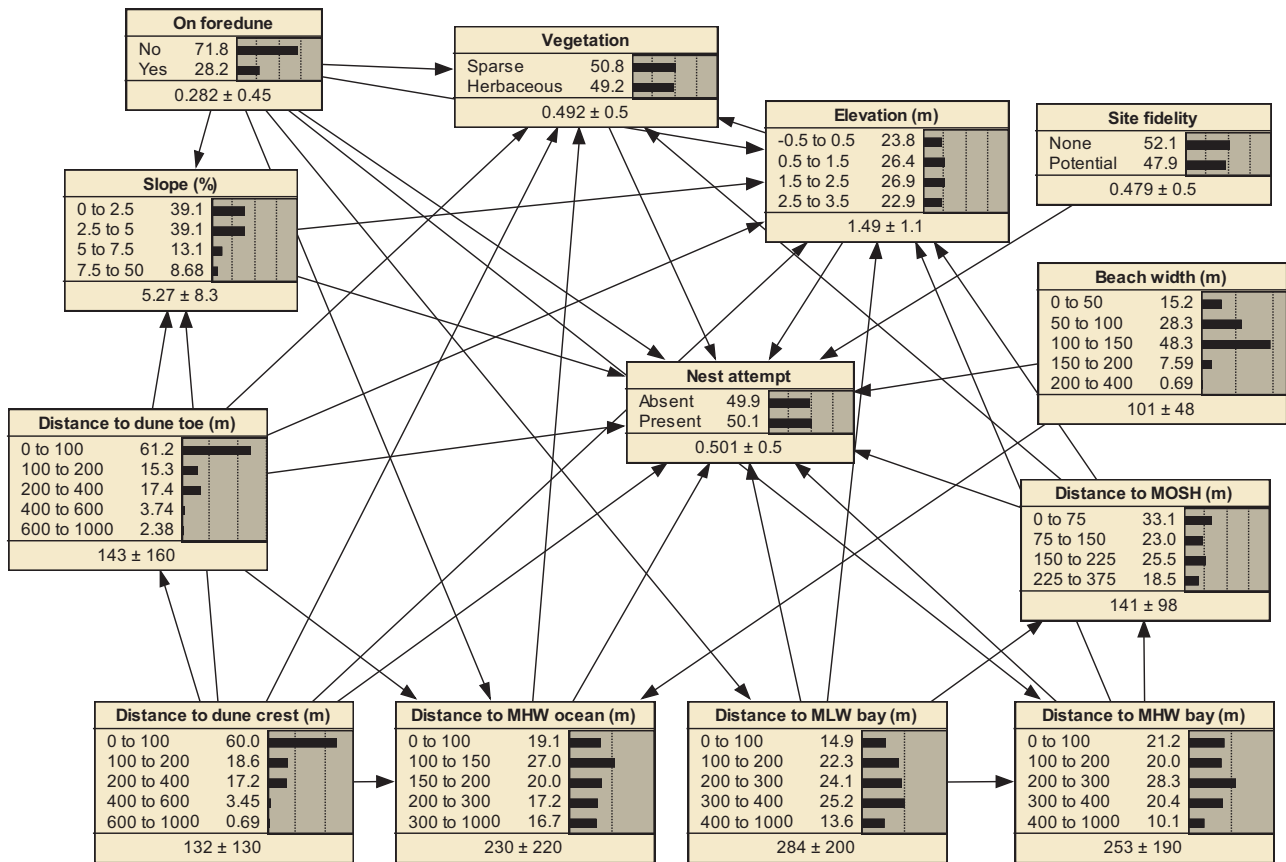 On foredune
No 71.8
Yes 28.2
0.282 ± 0.45
Vegetation
Sparse 50.8
Herbaceous 49.2
0.492 ± 0.5
Elevation (m)
-0.5 to 0.5 23.8
0.5 to 1.5 26.4
1.5 to 2.5 26.9
2.5 to 3.5 22.9
1.49 ± 1.1
Site fidelity
None 52.1
Potential 47.9
0.479 ± 0.5
Slope (%)
0 to 2.5 39.1
2.5 to 5 39.1
5 to 7.5 13.1
7.5 to 50 8.68
5.27 ± 8.3
Beach width (m)
0 to 50 15.2
50 to 100 28.3
100 to 150 48.3
150 to 200 7.59
200 to 400 0.69
101 ± 48
Nest attempt
Absent 49.9
Present 50.1
0.501 ± 0.5
Distance to dune toe (m)
0 to 100 61.2
100 to 200 15.3
200 to 400 17.4
400 to 600 3.74
600 to 1000 2.38
143 ± 160
Distance to MOSH (m)
0 to 75 33.1
75 to 150 23.0
150 to 225 25.5
225 to 375 18.5
141 ± 98
Distance to dune crest (m)
0 to 100 60.0
100 to 200 18.6
200 to 400 17.2
400 to 600 3.45
600 to 1000 0.69
132 ± 130
Distance to MHW ocean (m)
0 to 100 19.1
100 to 150 27.0
150 to 200 20.0
200 to 300 17.2
300 to 1000 16.7
230 ± 220
Distance to MLW bay (m)
0 to 100 14.9
100 to 200 22.3
200 to 300 24.1
300 to 400 25.2
400 to 1000 13.6
284 ± 200
Distance to MHW bay (m)
0 to 100 21.2
100 to 200 20.0
200 to 300 28.3
300 to 400 20.4
400 to 1000 10.1
253 ± 190